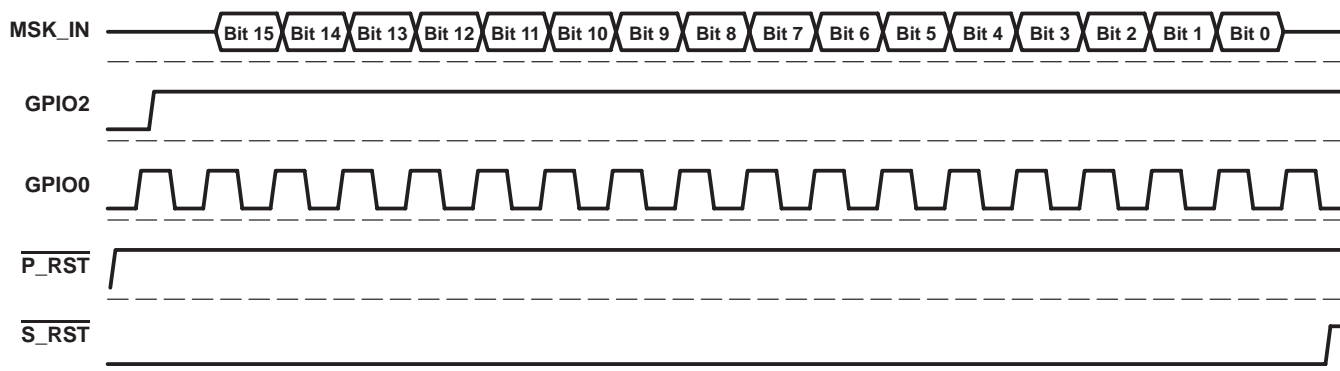 MSK_IN Bit 15 Bit 14 Bit 13 Bit 12 Bit 11 Bit 10 Bit 9 Bit 8 Bit 7 Bit 6 Bit 5 Bit 4 Bit 3 Bit 2 Bit 1 Bit 0
GPIO2
GPIO0
P_RST
S_RST